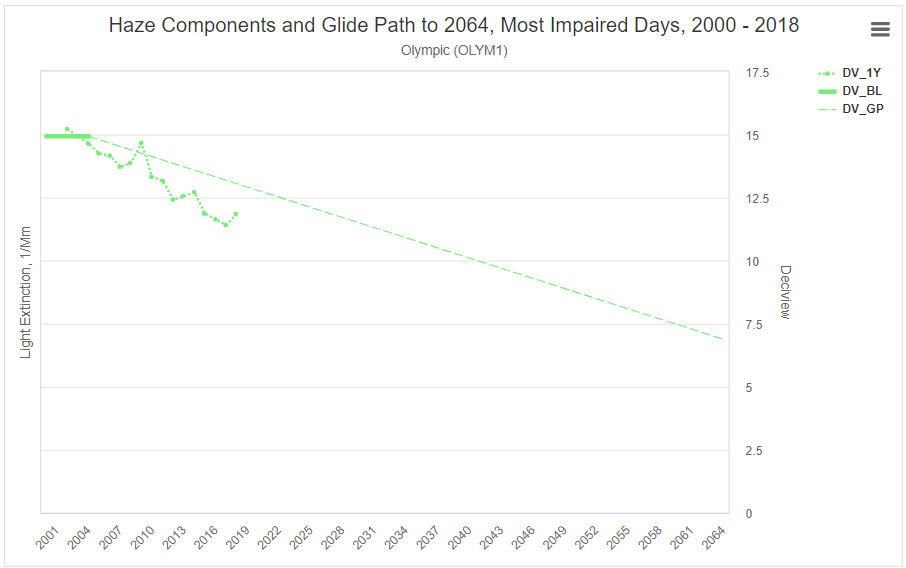 Haze Components and Glide Path to 2064, Most Impaired Days, 2000 - 2018
Olympic (OLYM1)
DV_1Y
DV_BL
DV_GP
Light Extinction, 1/Mm
17.5
15
12.5
10
7.5
5
2.5
0
Deciview
2001 2004 2007 2010 2013 2016 2019 2022 2025 2028 2031 2034 2037 2040 2043 2046 2049 2052 2055 2058 2061 2064